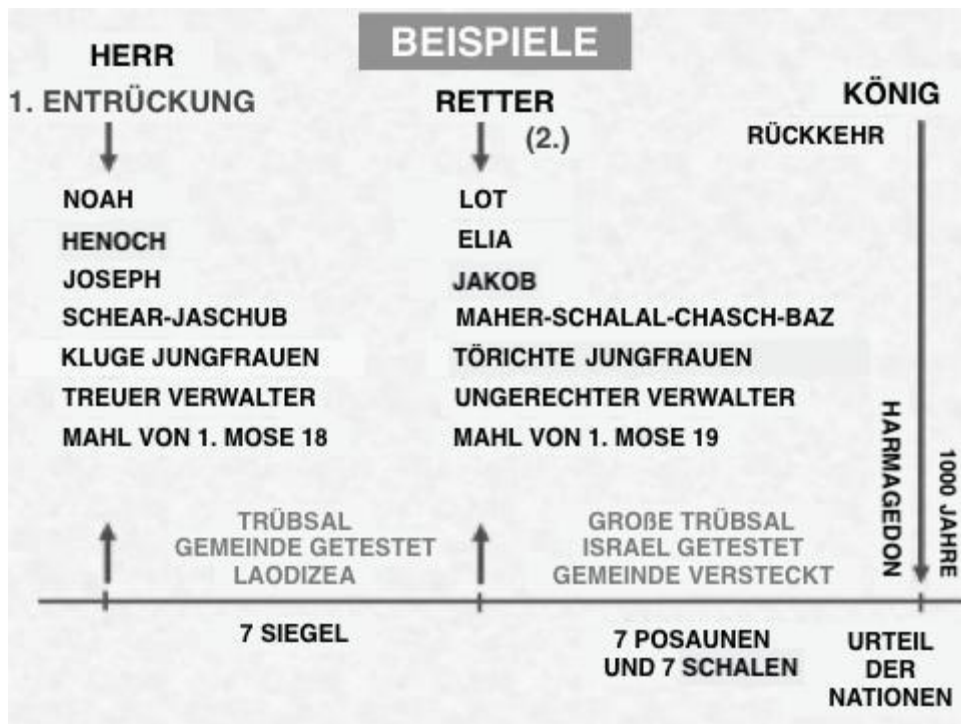 BEISPIELE
HERR
1. ENTRÜCKUNG
NOAH
HENOCH
JOSEPH
SCHEAR-JASCHUB
KLUGE JUNGFRAUEN
TREUER VERWALTER
MAHL VON 1. MOSE 18
RETTER
(2.)
LOT
ELIA
JAKOB
MAHER-SCHALAL-CHASCH-BAZ
TÖRICHTE JUNGFRAUEN
UNGERECHTER VERWALTER
MAHL VON 1. MOSE 19
KÖNIG
RÜCKKEHR
HARMAGEDON
1000 JAHRE
TRÜBSAL
GEMEINDE GETESTET
LAODIZEA
GROßE TRÜBSAL
ISRAEL GETESTET
GEMEINDE VERSTECKT
7 SIEGEL
7 POSAUNEN
UND 7 SCHALEN
URTEIL
DER
NATIONEN